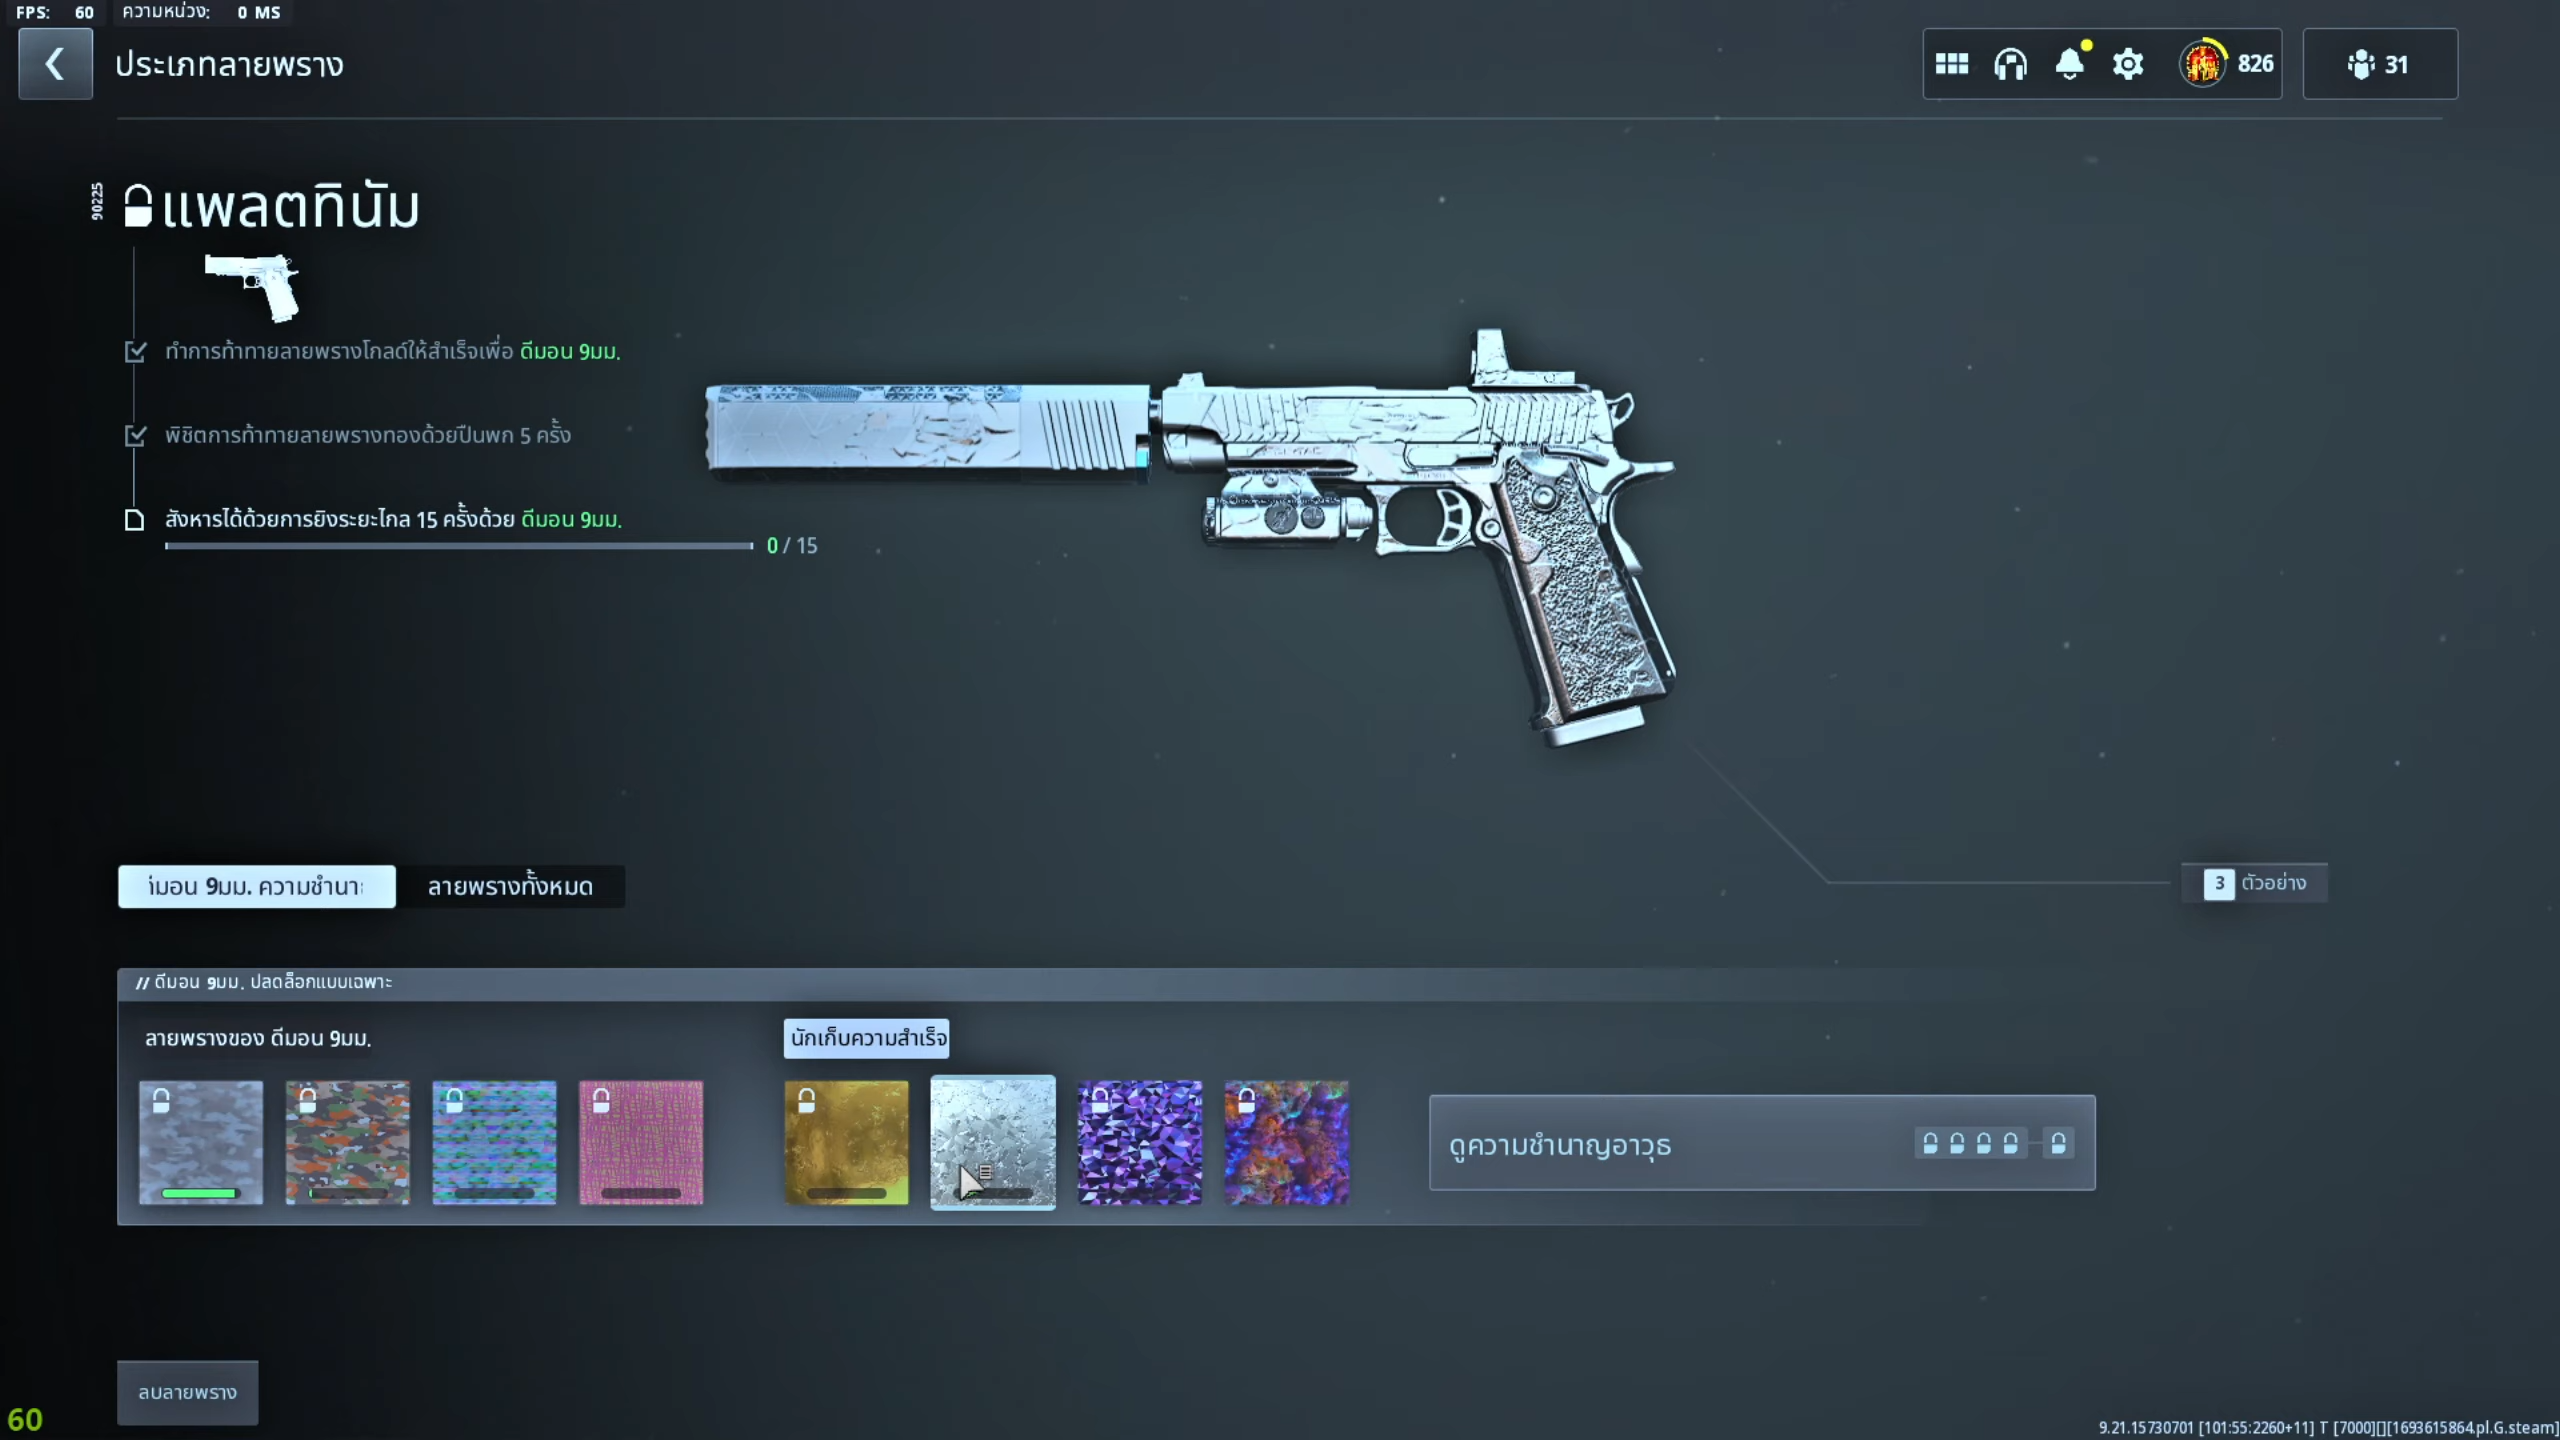 FPS: 60 ความหน่วง: 0 MS
ประเภทลายพราง
826
31
90225
แพลตทินัม
ทำการท้าทายลายพรางโกลด์ให้สำเร็จเพื่อ ดีมอน 9มม.
พิชิตการท้าทายลายพรางทองด้วยปืนพก 5 ครั้ง
สังหารได้ด้วยการยิงระยะไกล 15 ครั้งด้วย ดีมอน 9มม.
0 / 15
มอน 9มม. ความชำนา
ลายพรางทั้งหมด
3 ตัวอย่าง
// ดีมอน 9มม. ปลดล็อกแบบเฉพาะ
ลายพรางของ ดีมอน 9มม.
นักเก็บความสำเร็จ
ดูความชำนาญอาวุธ
ลบลายพราง
60
9.21.15730701 [101:55:2260+11] T [7000][][1693615864.pl.G.steam]